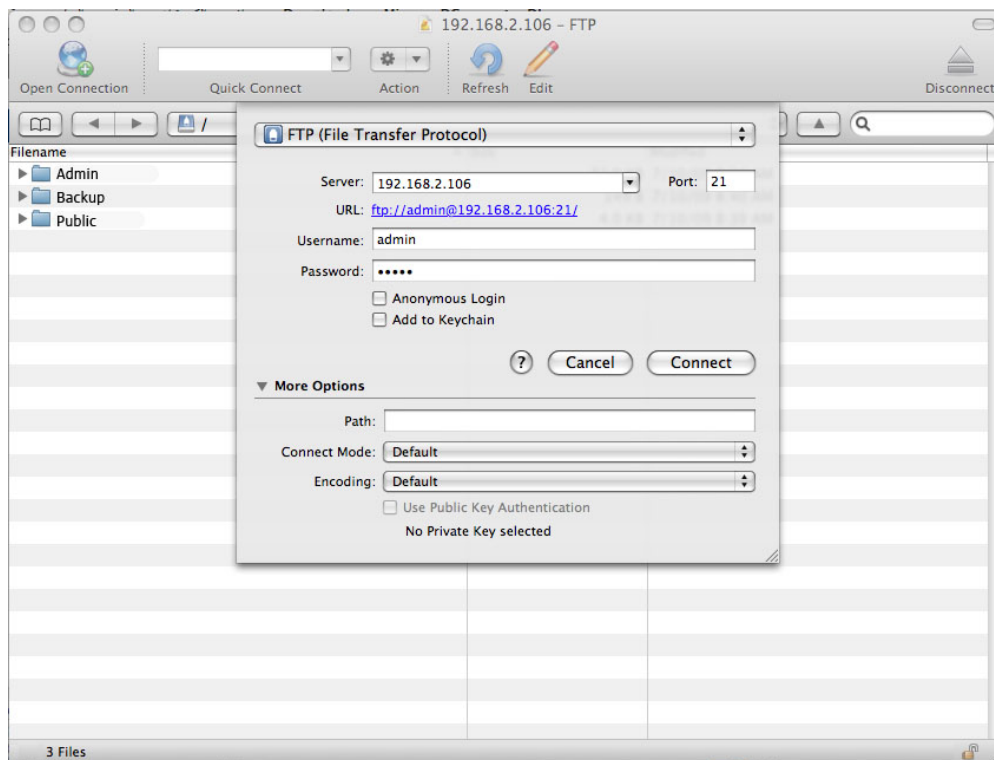 192.168.2.106 – FTP
Open Connection
Quick Connect
Action
Refresh
Edit
Disconnect
/
Filename
Admin
Backup
Public
FTP (File Transfer Protocol)
Server: 192.168.2.106 Port: 21
URL: ftp://admin@192.168.2.106:21/
Username: admin
Password: •••••
Anonymous Login
Add to Keychain
? Cancel Connect
More Options
Path:
Connect Mode: Default
Encoding: Default
Use Public Key Authentication
No Private Key selected
3 Files